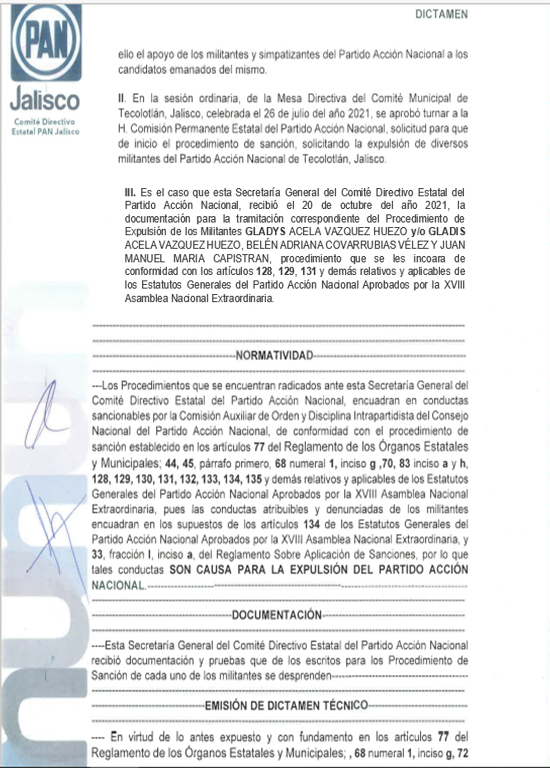 DICTAMEN
PAN
Jalisco
Comité Directivo
Estatal PAN Jalisco
ello el apoyo de los militantes y simpatizantes del Partido Acción Nacional a los
candidatos emanados del mismo.
II. En la sesión ordinaria, de la Mesa Directiva del Comité Municipal de
Tecolotlán, Jalisco, celebrada el 26 de julio del año 2021, se aprobó turnar a la
H. Comisión Permanente Estatal del Partido Acción Nacional, solicitud para que
de inicio el procedimiento de sanción, solicitando la expulsión de diversos
militantes del Partido Acción Nacional de Tecolotlán, Jalisco.
III. Es el caso que esta Secretaría General del Comité Directivo Estatal del
Partido Acción Nacional, recibió el 20 de octubre del año 2021, la
documentación para la tramitación correspondiente del Procedimiento de
Expulsión de los Militantes GLADYS ACELA VAZQUEZ HUEZO y/o GLADIS
ACELA VAZQUEZ HUEZO, BELÉN ADRIANA COVARRUBIAS VÉLEZ Y JUAN
MANUEL MARIA CAPISTRAN, procedimiento que se les incoara de
conformidad con los artículos 128, 129, 131 y demás relativos y aplicables de
los Estatutos Generales del Partido Acción Nacional Aprobados por la XVIII
Asamblea Nacional Extraordinaria.
NORMATIVIDAD
---Los Procedimientos que se encuentran radicados ante esta Secretaría General del
Comité Directivo Estatal del Partido Acción Nacional, encuadran en conductas
sancionables por la Comisión Auxiliar de Orden y Disciplina Intrapartidista del Consejo
Nacional del Partido Acción Nacional, de conformidad con el procedimiento de
sanción establecido en los artículos 77 del Reglamento de los Órganos Estatales
y Municipales; 44, 45, párrafo primero, 68 numeral 1, inciso g ,70, 83 inciso a y h,
128, 129, 130, 131, 132, 133, 134, 135 y demás relativos y aplicables de los Estatutos
Generales del Partido Acción Nacional Aprobados por la XVIII Asamblea Nacional
Extraordinaria, pues las conductas atribuibles y denunciadas de los militantes
encuadran en los supuestos de los artículos 134 de los Estatutos Generales del
Partido Acción Nacional Aprobados por la XVIII Asamblea Nacional Extraordinaria, y
33, fracción I, inciso a, del Reglamento Sobre Aplicación de Sanciones, por lo que
tales conductas SON CAUSA PARA LA EXPULSIÓN DEL PARTIDO ACCIÓN
NACIONAL.
DOCUMENTACIÓN
----Esta Secretaría General del Comité Directivo Estatal del Partido Acción Nacional
recibió documentación y pruebas que de los escritos para los Procedimiento de
Sanción de cada uno de los militantes se desprenden
EMISIÓN DE DICTAMEN TÉCNICO
---- En virtud de lo antes expuesto y con fundamento en los artículos 77 del
Reglamento de los Órganos Estatales y Municipales; , 68 numeral 1, inciso g, 72